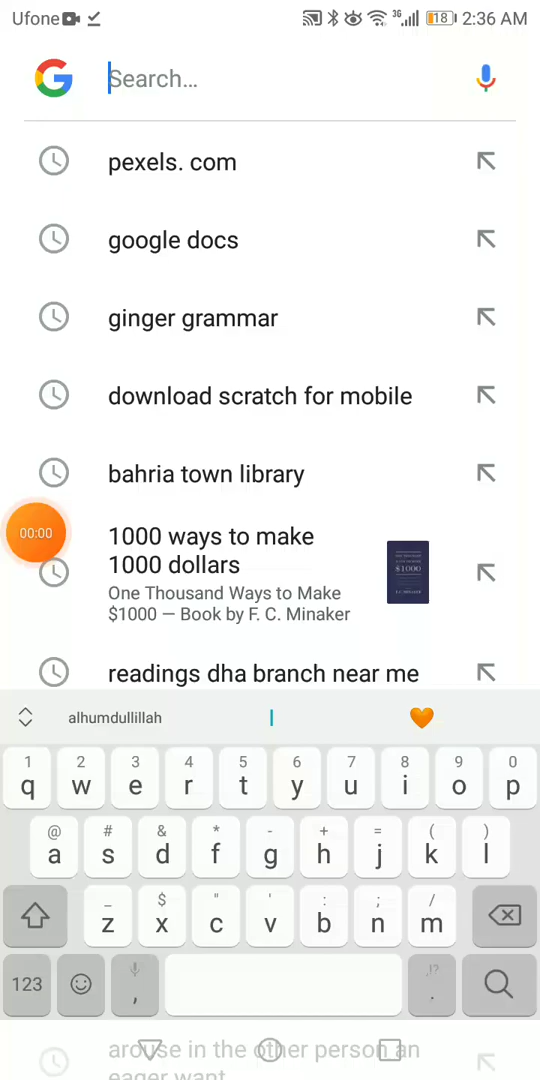 Ufone 3G 18 2:36 AM
Search...
pexels. com
google docs
ginger grammar
download scratch for mobile
bahria town library
00:00
1000 ways to make
1000 dollars
One Thousand Ways to Make
$1000 — Book by F. C. Minaker
$1000
readings dha branch near me
alhumdullillah
1 2 3 4 5 6 7 8 9 0
q w e r t y u i o p
@ # & * - + = ( )
a s d f g h j k l
_ $ " ' : ; /
z x c v b n m
123 , ,!? .
arouse in the other person an
eager want